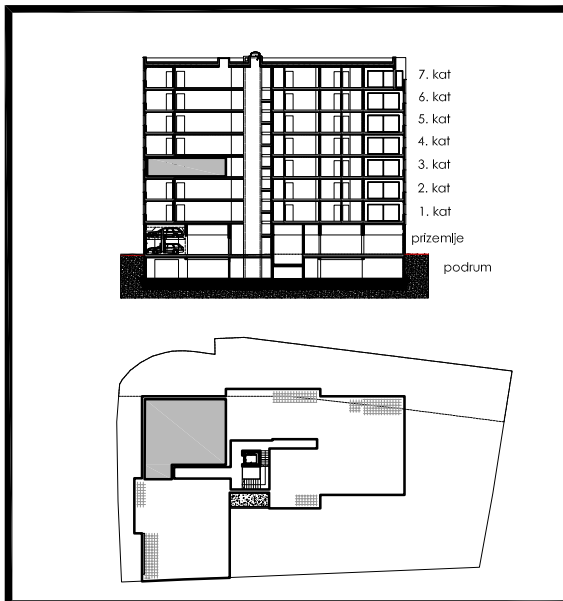 7. kat
6. kat
5. kat
4. kat
3. kat
2. kat
1. kat
prizemlje
podrum